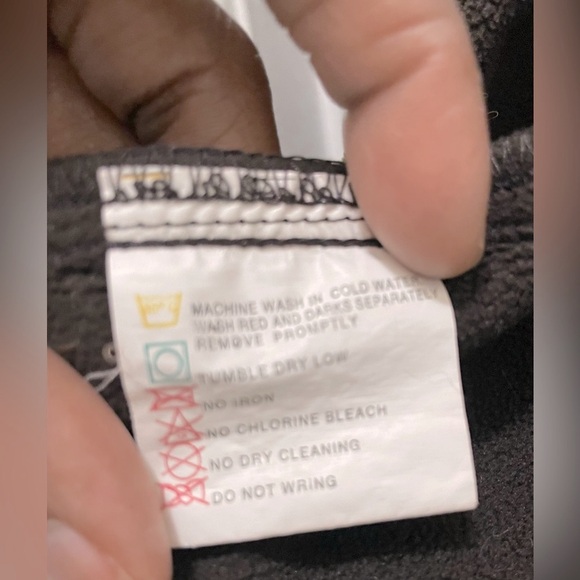 MACHINE WASH IN COLD WATER
WASH RED AND DARKS SEPARATELY
REMOVE PROMPTLY
TUMBLE DRY LOW
NO IRON
NO CHLORINE BLEACH
NO DRY CLEANING
DO NOT WRING